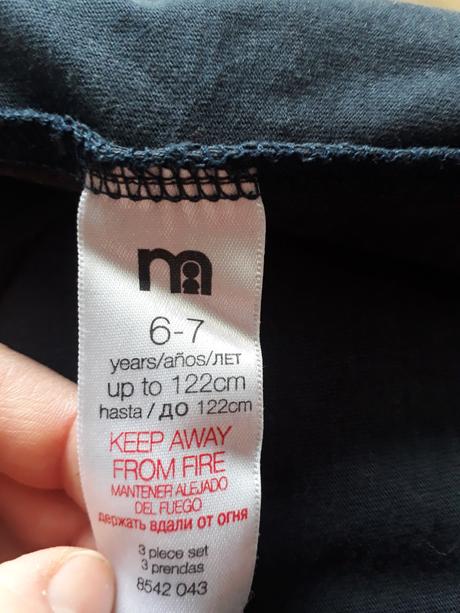 m
6-7
years/años/ЛЕТ
up to 122cm
hasta / ДО 122cm
KEEP AWAY
FROM FIRE
MANTENER ALEJADO
DEL FUEGO
держать вдали от огня
3 piece set
3 prendas
8542 043